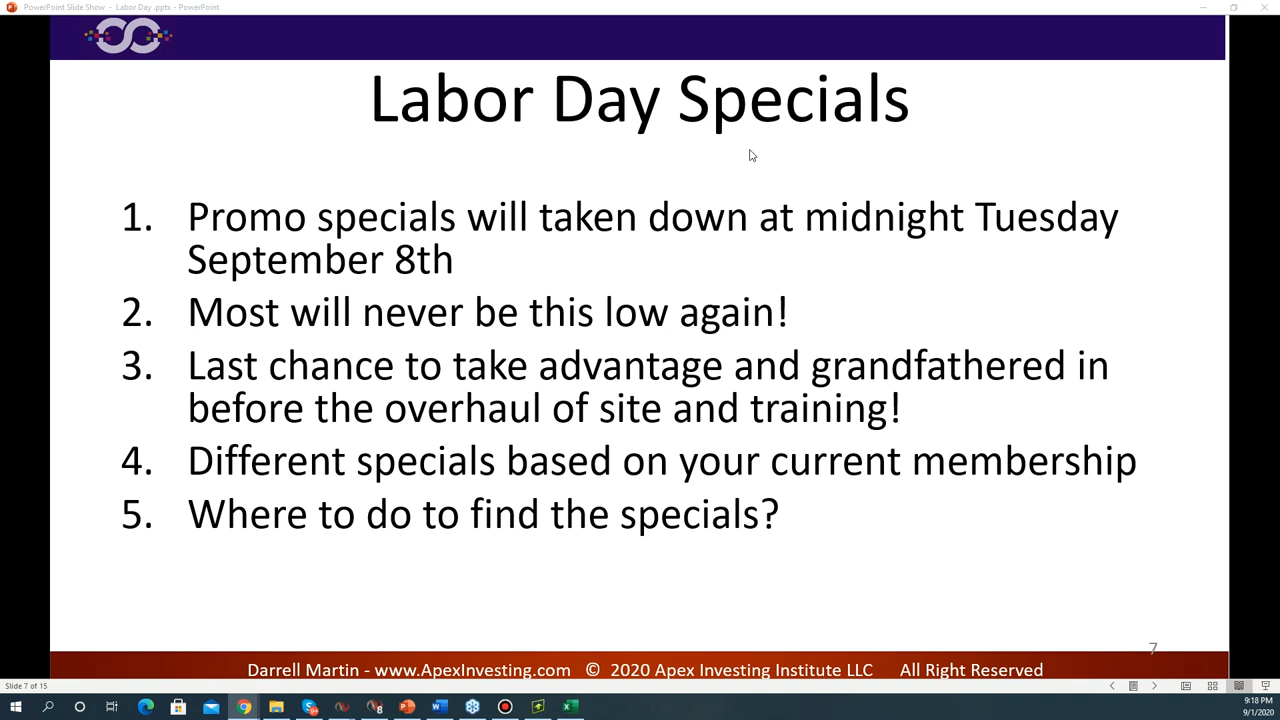 PowerPoint Slide Show - Labor Day .pptx - PowerPoint
Labor Day Specials
1. Promo specials will taken down at midnight Tuesday
September 8th
2. Most will never be this low again!
3. Last chance to take advantage and grandfathered in
before the overhaul of site and training!
4. Different specials based on your current membership
5. Where to do to find the specials?
7
Darrell Martin - www.ApexInvesting.com © 2020 Apex Investing Institute LLC All Right Reserved
Slide 7 of 15
9:18 PM
9/1/2020